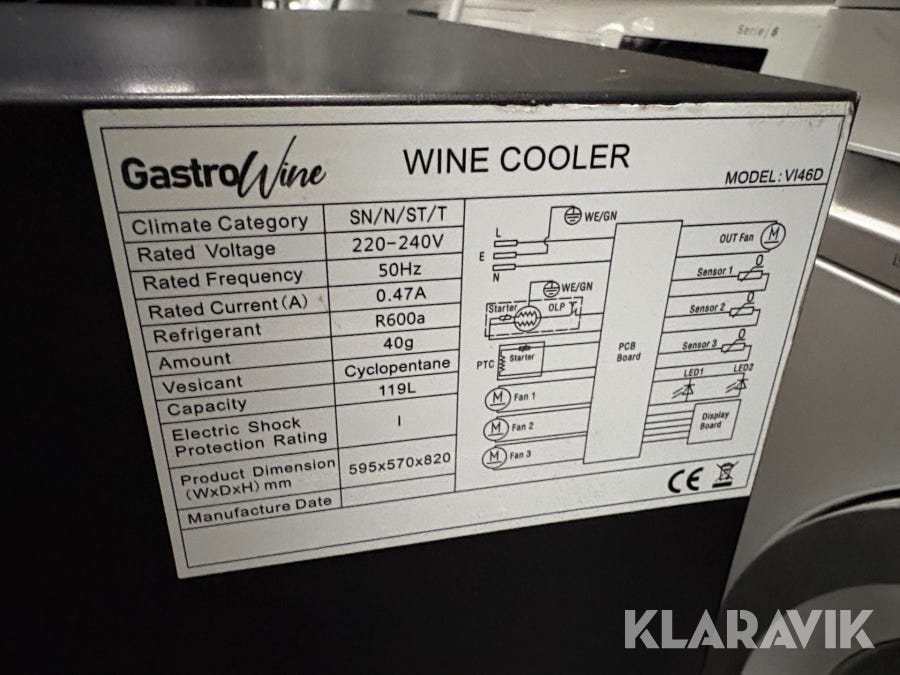 Serie/6
GastroWine
WINE COOLER
MODEL: VI46D
Climate Category SN/N/ST/T
Rated Voltage 220-240V
Rated Frequency 50Hz
Rated Current(A) 0.47A
Refrigerant R600a
Amount 40g
Vesicant Cyclopentane
Capacity 119L
Electric Shock
Protection Rating I
Product Dimension
(WxDxH) mm 595x570x820
Manufacture Date
L
E
N
WE/GN
WE/GN
Starter
OLP
PTC
Starter
M Fan 1
M Fan 2
M Fan 3
PCB
Board
OUT Fan M
Sensor 1
Sensor 2
Sensor 3
LED1
LED2
Display
Board
CE
KLARAVIK